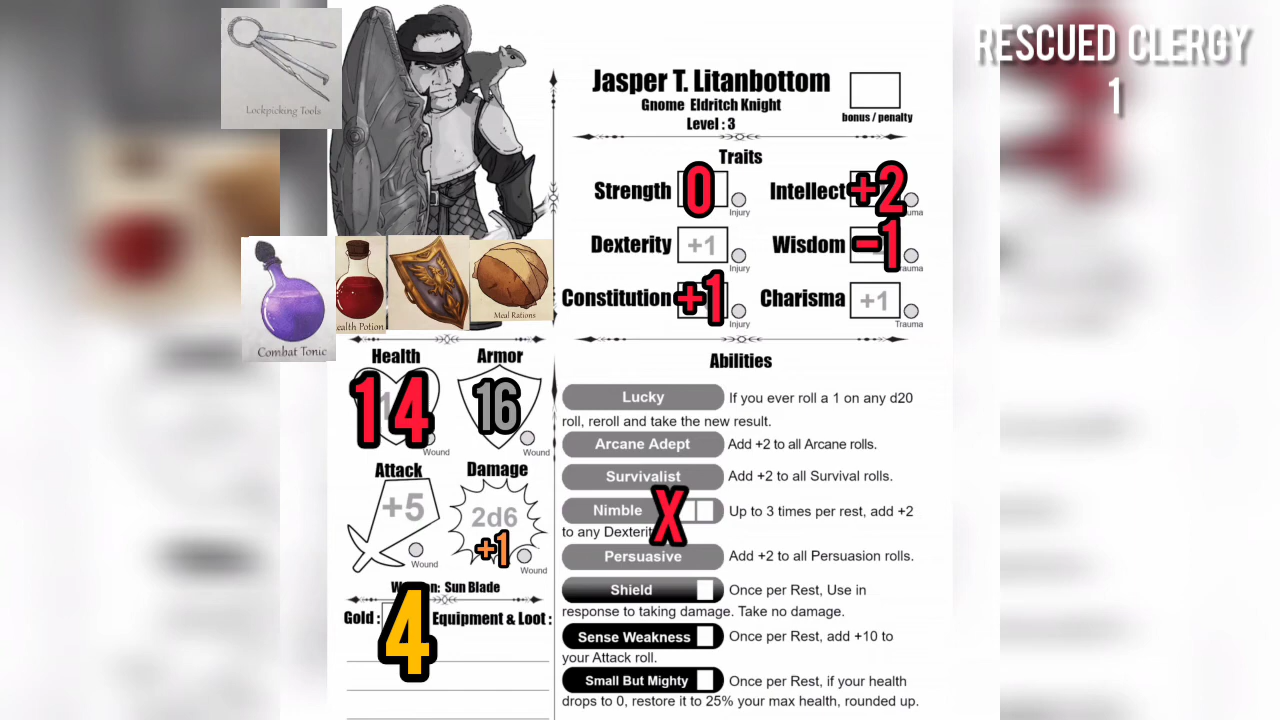 RESCUED CLERGY
1
Lockpicking Tools
Jasper T. Litanbottom
Gnome Eldritch Knight
Level : 3
bonus / penalty
Traits
Strength 0 Injury
Intellect +2 uma
Dexterity +1 Injury
Wisdom -1 rauma
Constitution +1 Injury
Charisma +1 Trauma
Combat Tonic
ealth Potion
Meal Rations
Health
14
Wound
Armor
16
Wound
Attack
+5
Wound
Damage
2d6
+1
Wound
W n: Sun Blade
Gold : 4 Equipment & Loot :
Abilities
Lucky If you ever roll a 1 on any d20
roll, reroll and take the new result.
Arcane Adept Add +2 to all Arcane rolls.
Survivalist Add +2 to all Survival rolls.
Nimble X Up to 3 times per rest, add +2
to any Dexterit
Persuasive Add +2 to all Persuasion rolls.
Shield Once per Rest, Use in
response to taking damage. Take no damage.
Sense Weakness Once per Rest, add +10 to
your Attack roll.
Small But Mighty Once per Rest, if your health
drops to 0, restore it to 25% your max health, rounded up.